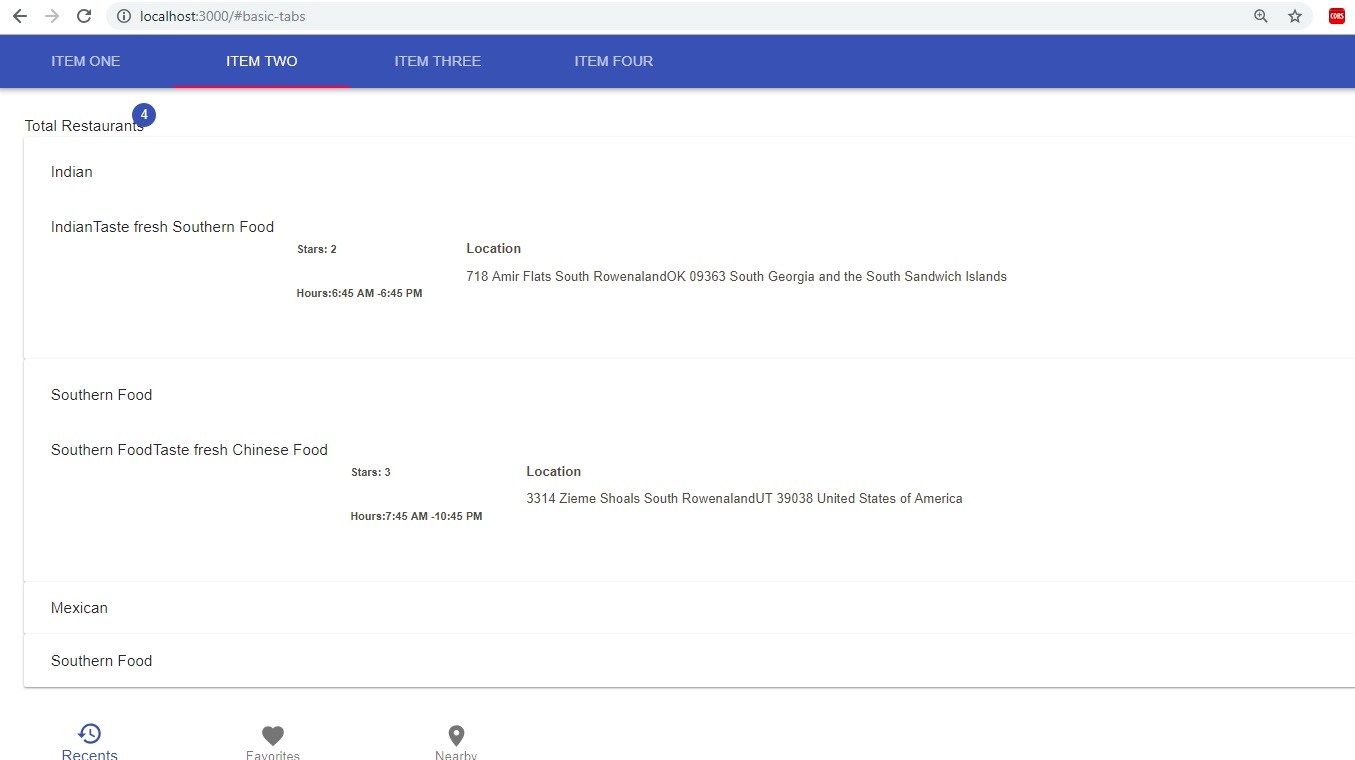 localhost:3000/#basic-tabs
CORS
ITEM ONE ITEM TWO ITEM THREE ITEM FOUR
4
Total Restaurants
Indian
IndianTaste fresh Southern Food
Stars: 2 Location
718 Amir Flats South RowenalandOK 09363 South Georgia and the South Sandwich Islands
Hours:6:45 AM -6:45 PM
Southern Food
Southern FoodTaste fresh Chinese Food
Stars: 3 Location
3314 Zieme Shoals South RowenalandUT 39038 United States of America
Hours:7:45 AM -10:45 PM
Mexican
Southern Food
Recents Favorites Nearby